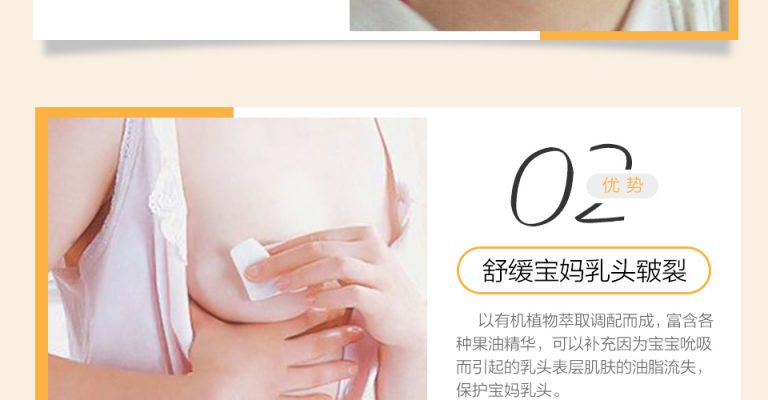 02
优势
舒缓宝妈乳头皲裂
以有机植物萃取调配而成，富含各
种果油精华，可以补充因为宝宝吮吸
而引起的乳头表层肌肤的油脂流失，
保护宝妈乳头。